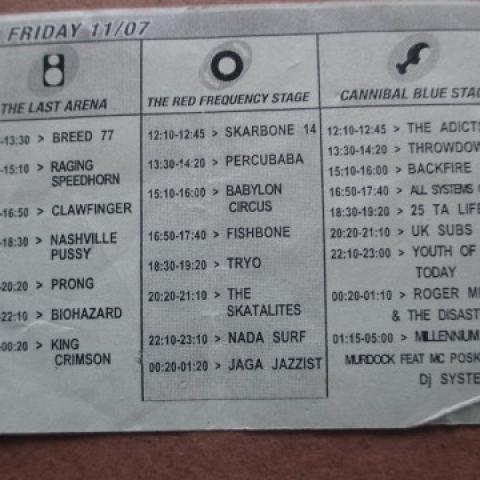 FRIDAY 11/07
THE LAST ARENA
-13:30 > BREED 77
-15:10 > RAGING
SPEEDHORN
-16:50 > CLAWFINGER
-18:30 > NASHVILLE
PUSSY
-20:20 > PRONG
-22:10 > BIOHAZARD
-00:20 > KING
CRIMSON
THE RED FREQUENCY STAGE
12:10-12:45 > SKARBONE 14
13:30-14:20 > PERCUBABA
15:10-16:00 > BABYLON
CIRCUS
16:50-17:40 > FISHBONE
18:30-19:20 > TRYO
20:20-21:10 > THE
SKATALITES
22:10-23:10 > NADA SURF
00:20-01:20 > JAGA JAZZIST
CANNIBAL BLUE STAG
12:10-12:45 > THE ADICTS
13:30-14:20 > THROWDOW
15:10-16:00 > BACKFIRE
16:50-17:40 > ALL SYSTEMS
18:30-19:20 > 25 TA LIFE
20:20-21:10 > UK SUBS
22:10-23:00 > YOUTH OF
TODAY
00:20-01:10 > ROGER MI
& THE DISAST
01:15-05:00 > MILLENNIUM
MURDOCK FEAT MC POSK
Dj SYSTE